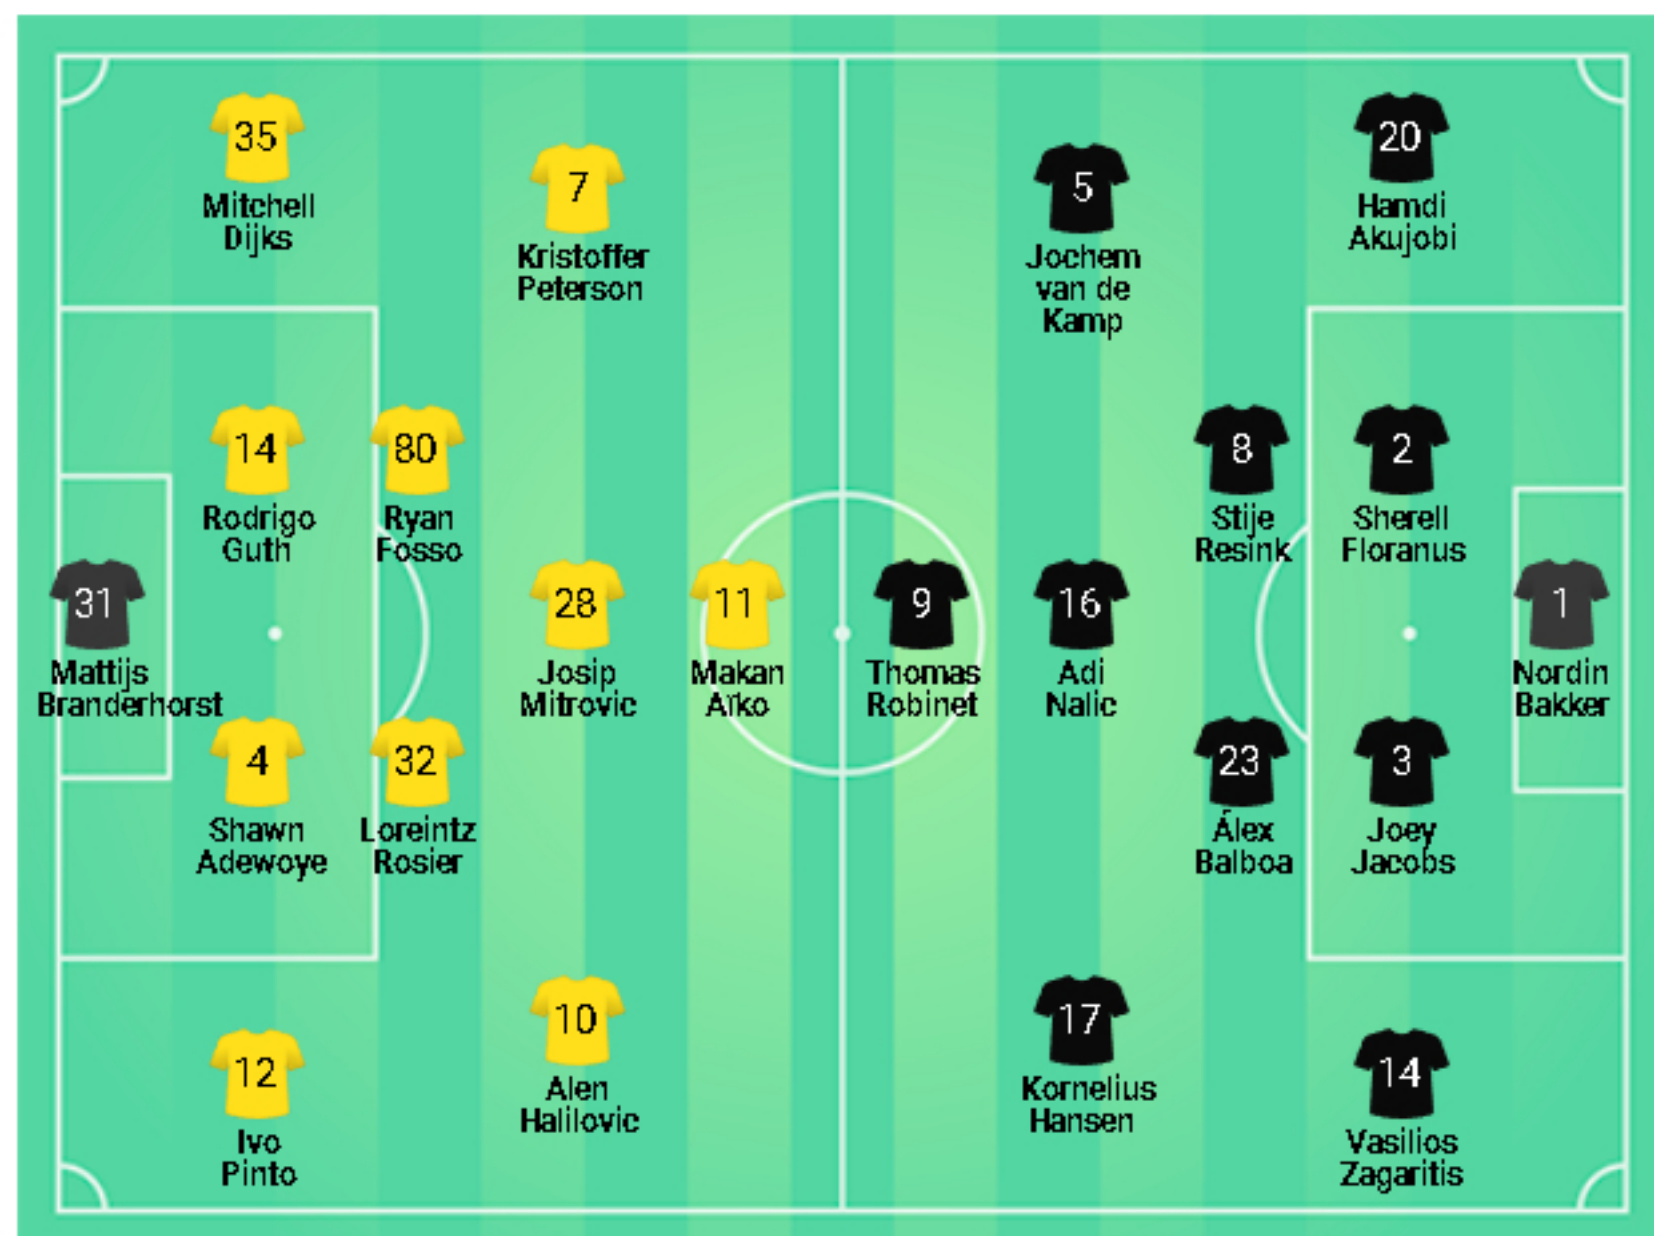 35
Mitchell
Dijks
7
Kristoffer
Peterson
5
Jochem
van de
Kamp
20
Hamdi
Akujobi
14
Rodrigo
Guth
80
Ryan
Fosso
8
Stije
Resink
2
Sherell
Floranus
31
Mattijs
Branderhorst
28
Josip
Mitrovic
11
Makan
Aïko
9
Thomas
Robinet
16
Adi
Nalic
1
Nordin
Bakker
4
Shawn
Adewoye
32
Loreintz
Rosier
23
Álex
Balboa
3
Joey
Jacobs
12
Ivo
Pinto
10
Alen
Halilovic
17
Kornelius
Hansen
14
Vasilios
Zagaritis